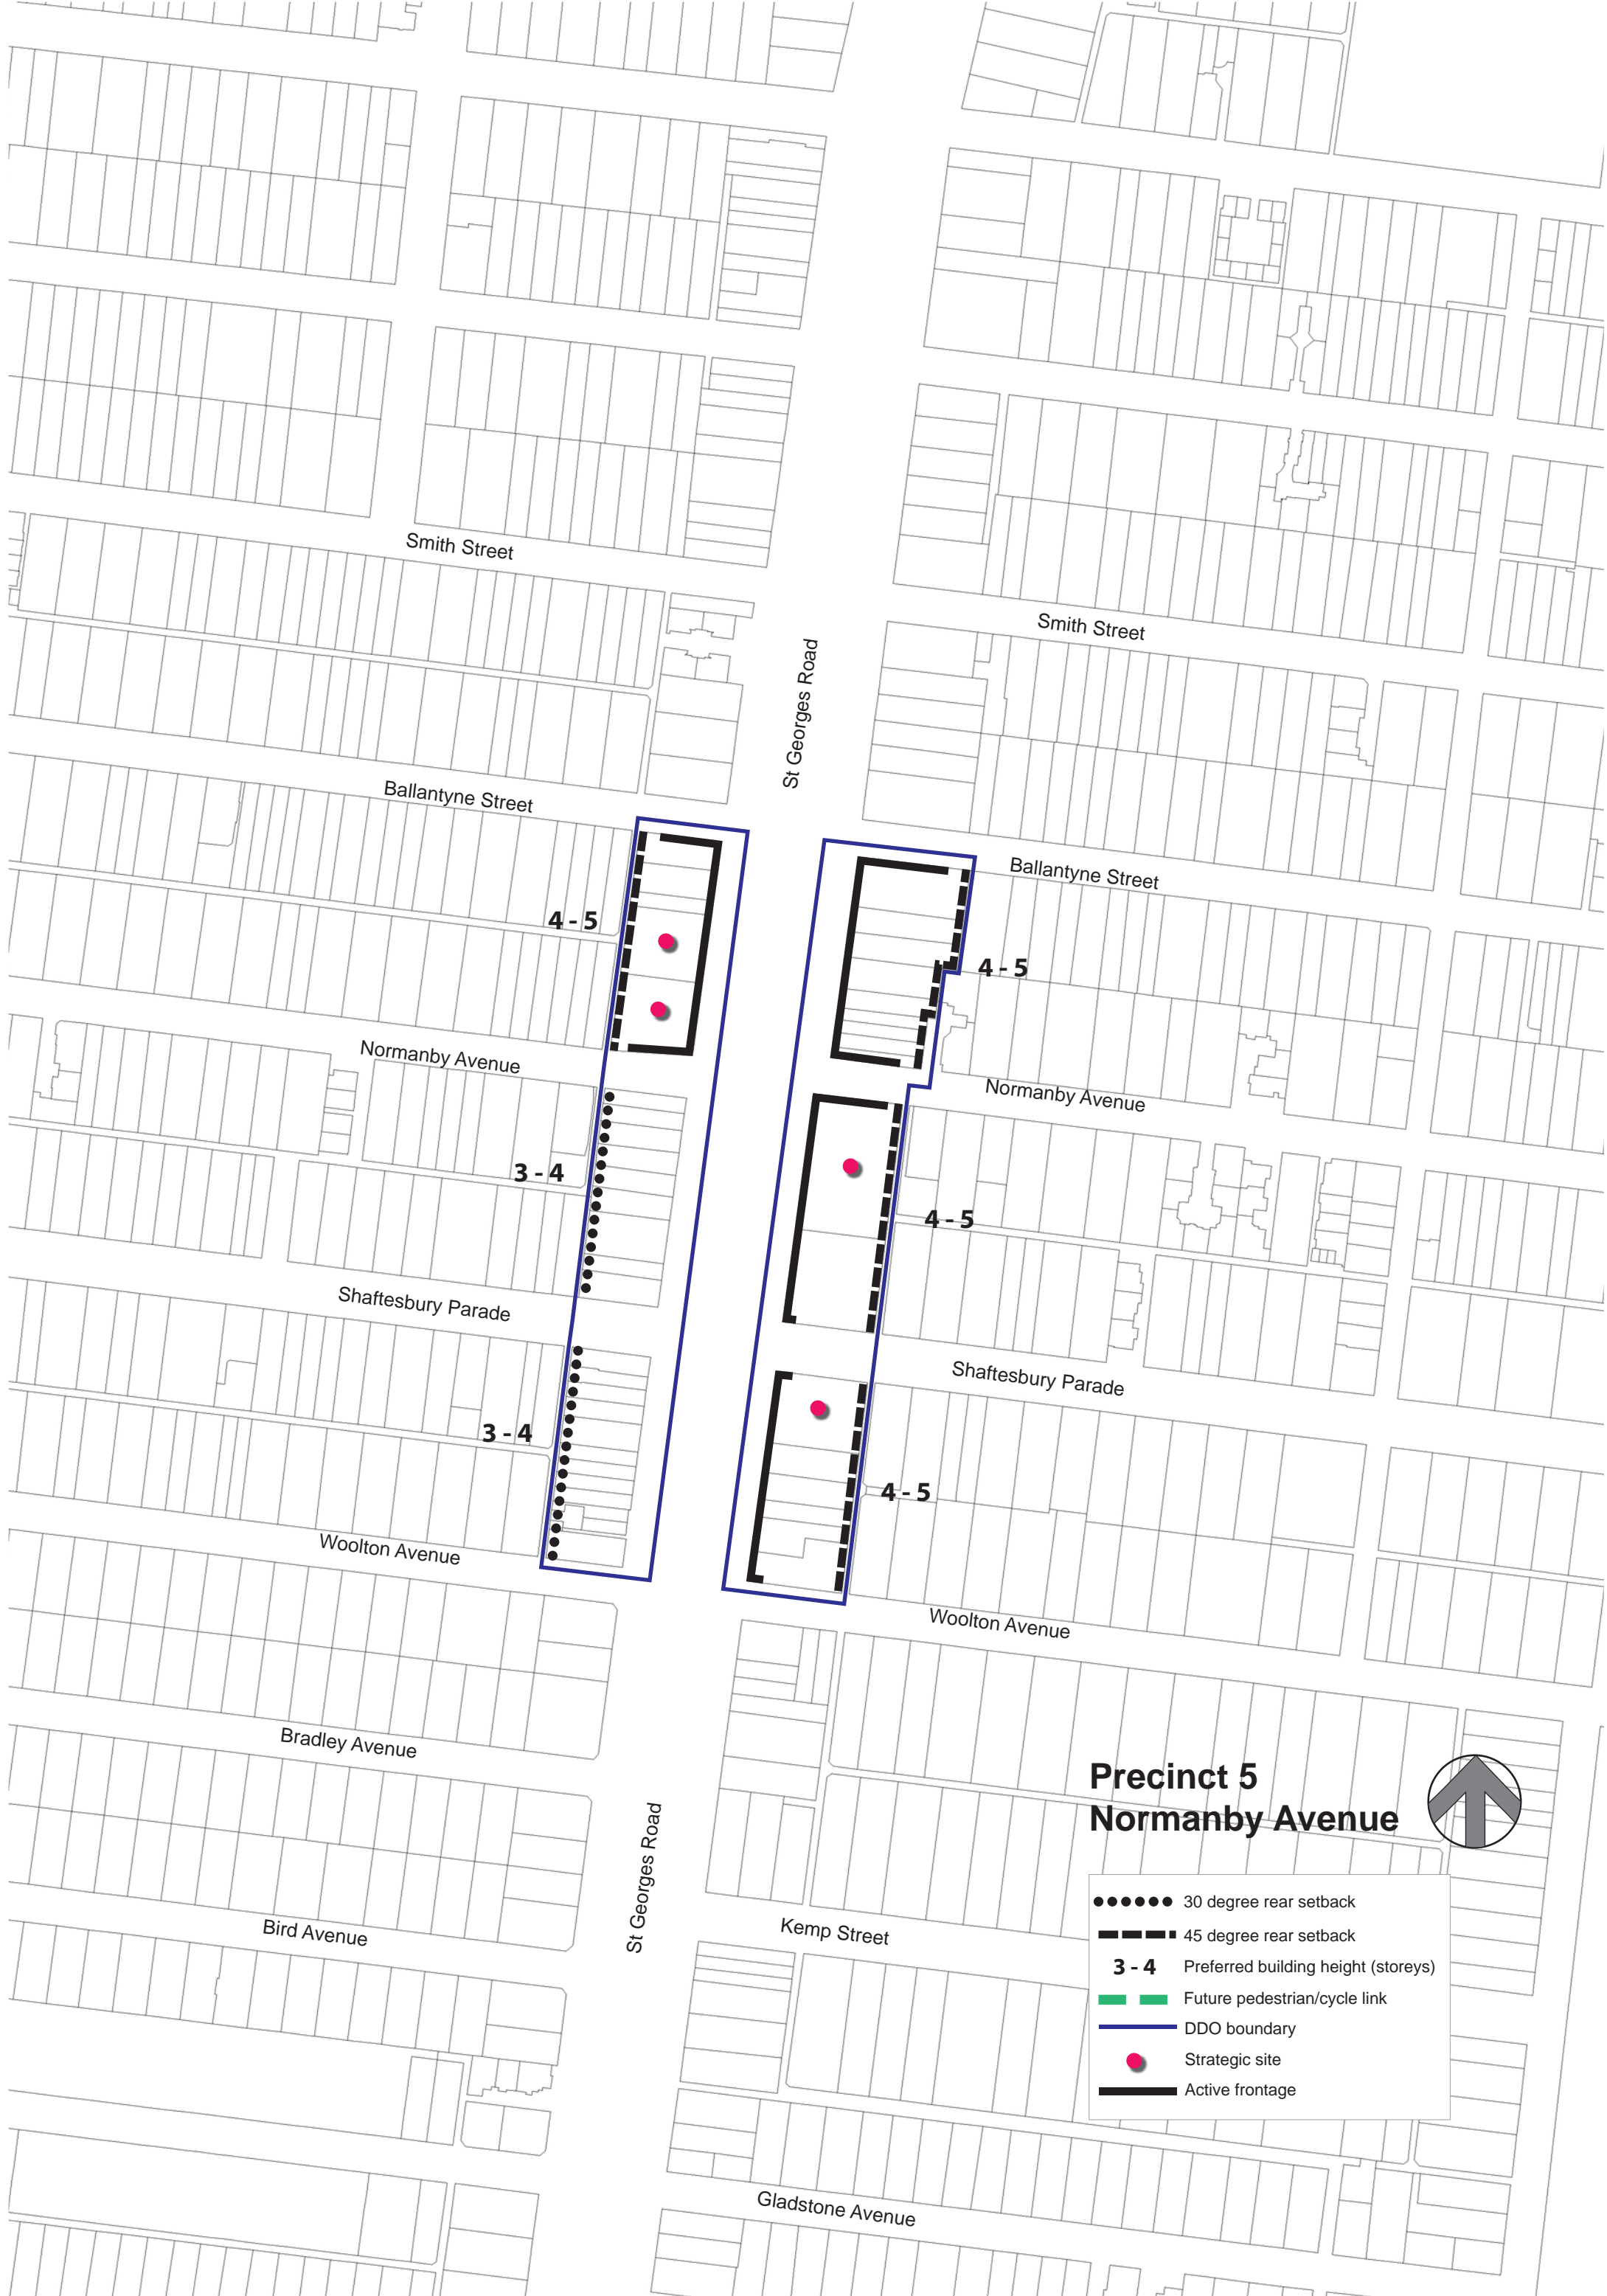 Smith Street
Smith Street
St Georges Road
Ballantyne Street
Ballantyne Street
4 - 5
4 - 5
Normanby Avenue
Normanby Avenue
3 - 4
4 - 5
Shaftesbury Parade
Shaftesbury Parade
3 - 4
4 - 5
Woolton Avenue
Woolton Avenue
Bradley Avenue
Precinct 5
Normanby Avenue
St Georges Road
Bird Avenue
Kemp Street
30 degree rear setback
45 degree rear setback
3 - 4 Preferred building height (storeys)
Future pedestrian/cycle link
DDO boundary
Strategic site
Active frontage
Gladstone Avenue